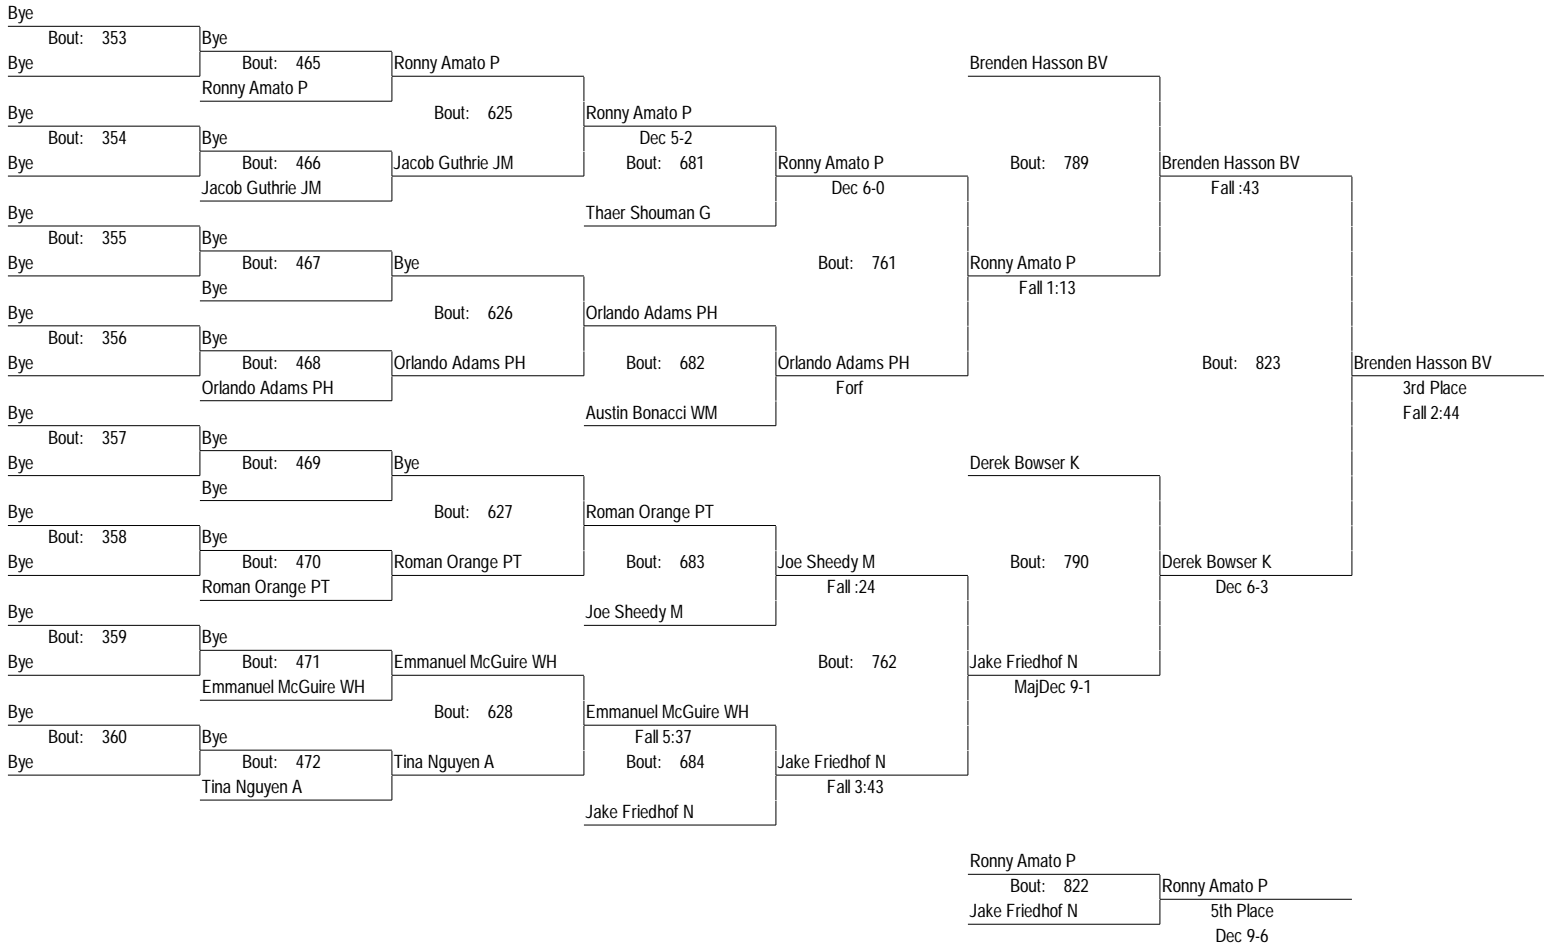 Bye
Bout: 353
Bye
Bye
Bout: 465
Ronny Amato P
Ronny Amato P
Bye
Bout: 354
Bye
Bye
Bout: 466
Jacob Guthrie JM
Bout: 625
Jacob Guthrie JM
Ronny Amato P
Dec 5-2
Bout: 681
Thaer Shouman G
Ronny Amato P
Dec 6-0
Bye
Bout: 355
Bye
Bye
Bout: 467
Bye
Bye
Bye
Bout: 356
Bye
Bye
Bout: 468
Orlando Adams PH
Bout: 626
Orlando Adams PH
Orlando Adams PH
Bout: 682
Austin Bonacci WM
Orlando Adams PH
Forf
Bout: 761
Ronny Amato P
Fall 1:13
Brenden Hasson BV
Bout: 789
Brenden Hasson BV
Fall :43
Bye
Bout: 357
Bye
Bye
Bout: 469
Bye
Bye
Bye
Bout: 358
Bye
Bye
Bout: 470
Roman Orange PT
Bout: 627
Roman Orange PT
Roman Orange PT
Bout: 683
Joe Sheedy M
Joe Sheedy M
Fall :24
Bye
Bout: 359
Bye
Bye
Bout: 471
Emmanuel McGuire WH
Emmanuel McGuire WH
Bye
Bout: 360
Bye
Bye
Bout: 472
Tina Nguyen A
Bout: 628
Tina Nguyen A
Emmanuel McGuire WH
Fall 5:37
Bout: 684
Jake Friedhof N
Jake Friedhof N
Fall 3:43
Bout: 762
Jake Friedhof N
MajDec 9-1
Derek Bowser K
Bout: 790
Derek Bowser K
Dec 6-3
Bout: 823
Brenden Hasson BV
3rd Place
Fall 2:44
Ronny Amato P
Bout: 822
Jake Friedhof N
Ronny Amato P
5th Place
Dec 9-6